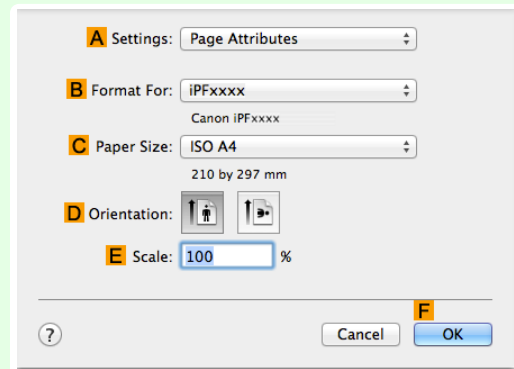 A Settings: Page Attributes
B Format For: iPFxxxx
Canon iPFxxxx
C Paper Size: ISO A4
210 by 297 mm
D Orientation:
E Scale: 100 %
F
? Cancel OK